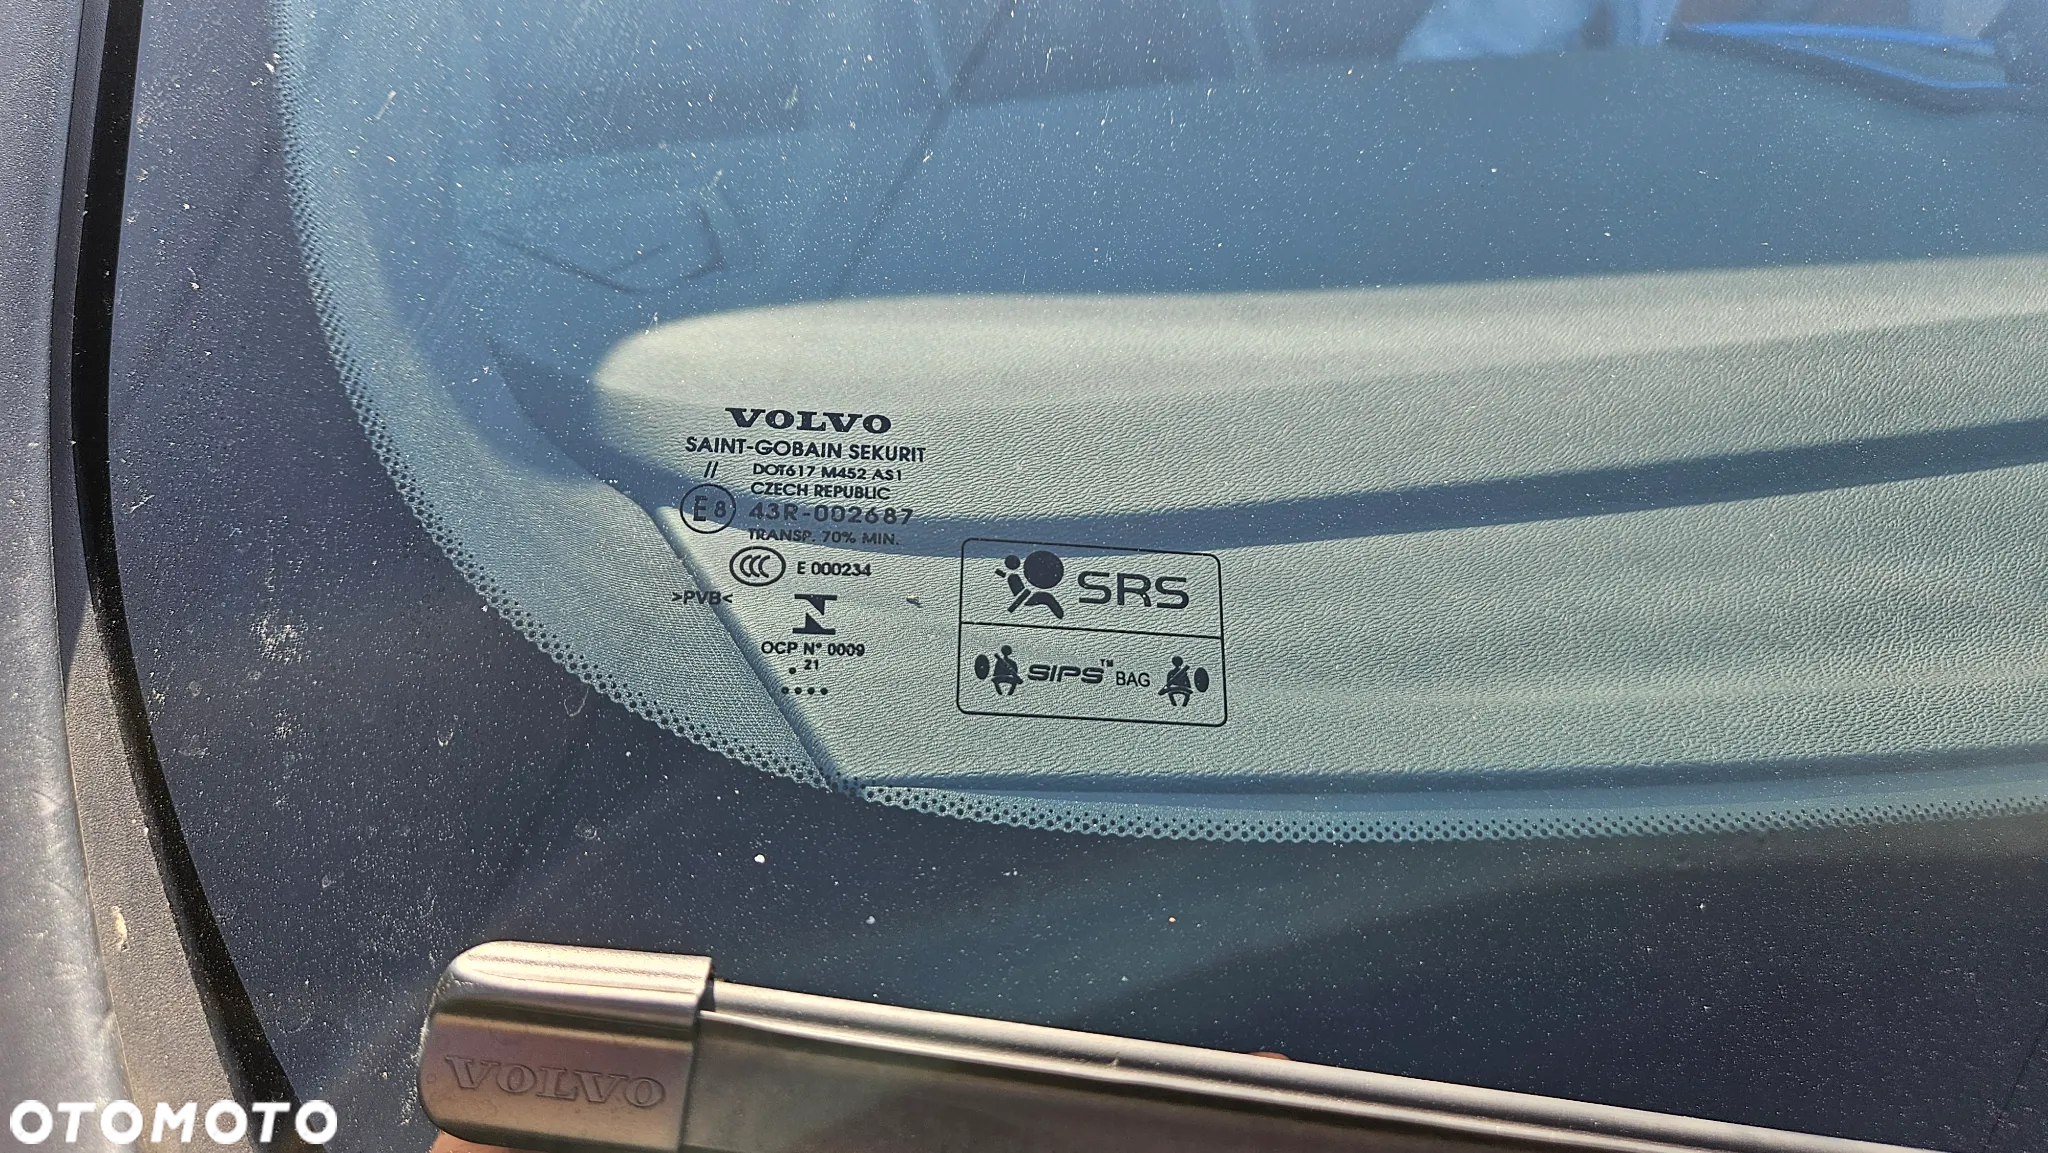 VOLVO
SAINT-GOBAIN SEKURIT
// DOT617 M452 AS1
CZECH REPUBLIC
E8 43R-002687
TRANSP. 70% MIN.
CCC E 000234
>PVB<
OCP N° 0009
. 21
....
SRS
SIPS™ BAG
VOLVO
OTOMOTO